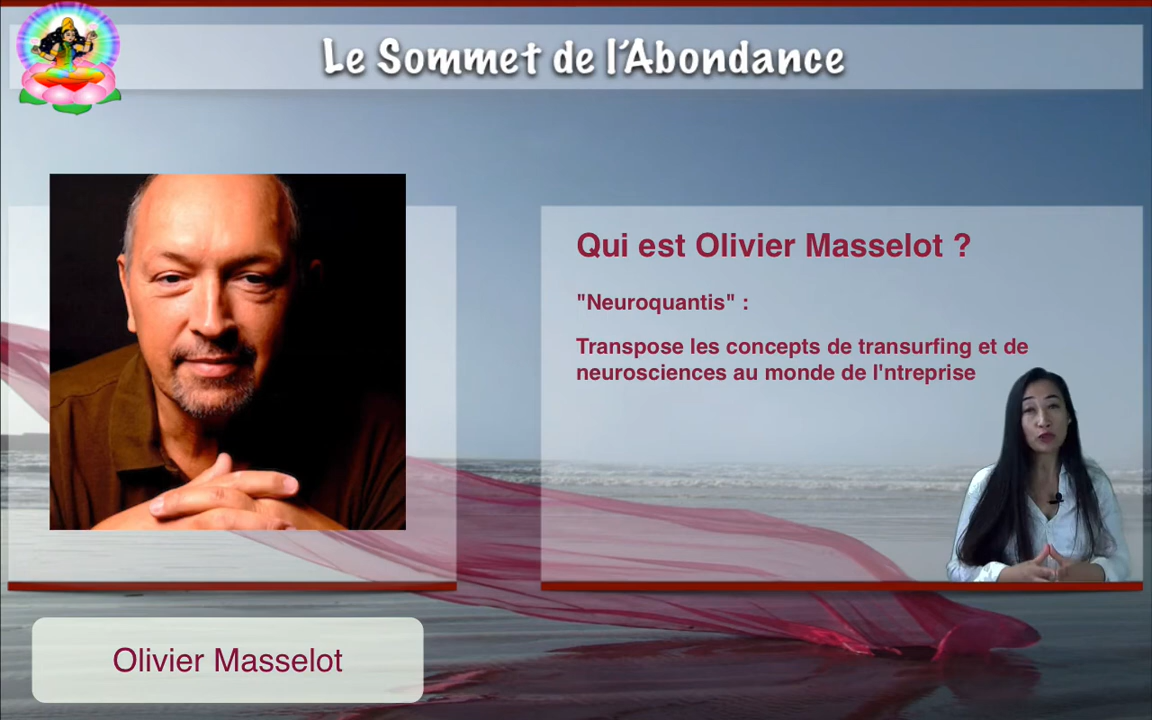 Le Sommet de l'Abondance
Qui est Olivier Masselot ?
"Neuroquantis" :
Transpose les concepts de transurfing et de
neurosciences au monde de l'ntreprise
Olivier Masselot